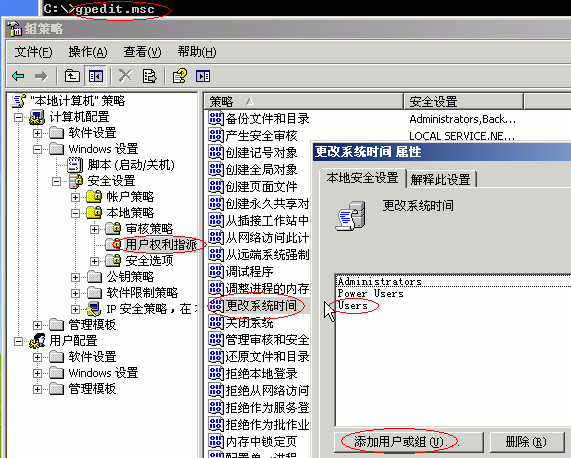 C:\>gpedit.msc
组策略
文件(F) 操作(A) 查看(V) 帮助(H)
"本地计算机" 策略
计算机配置
软件设置
Windows 设置
脚本 (启动/关机)
安全设置
帐户策略
本地策略
审核策略
用户权利指派
安全选项
公钥策略
软件限制策略
IP 安全策略，在
管理模板
用户配置
软件设置
Windows 设置
管理模板
策略 安全设置
备份文件和目录 Administrators,Back...
产生安全审核 LOCAL SERVICE,NE...
创建记号对象
创建全局对象
创建页面文件
创建永久共享对
从插接工作站中
从网络访问此计
从远端系统强制
调试程序
调整进程的内存
更改系统时间
关闭系统
管理审核和安全
还原文件和目录
拒绝本地登录
拒绝从网络访问
拒绝作为服务登
拒绝作为批作业
内存中锁定页
配置单一进程
更改系统时间 属性
本地安全设置 解释此设置
更改系统时间
Administrators
Power Users
Users
添加用户或组(U)... 删除(R)